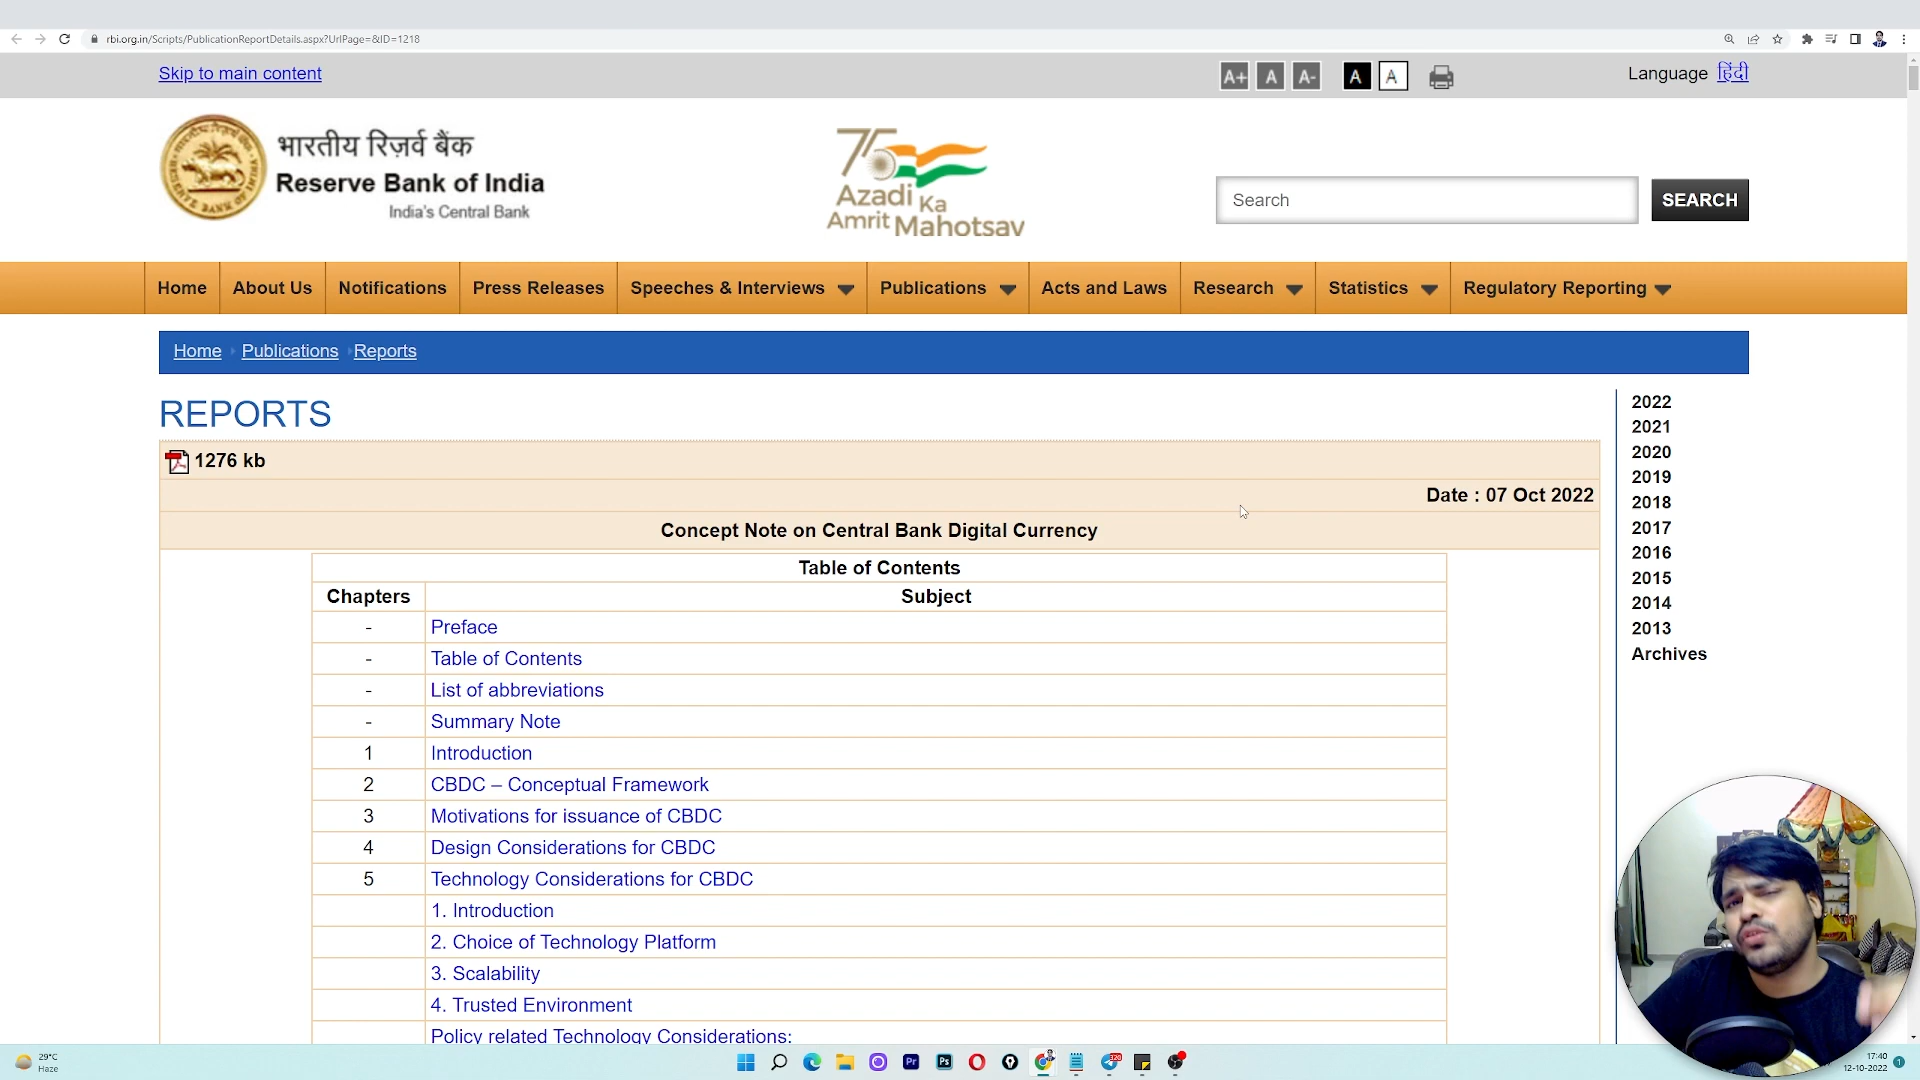 rbi.org.in/Scripts/PublicationReportDetails.aspx?UrlPage=&ID=1218
Skip to main content
A+ A A- A A
Language हिंदी
भारतीय रिज़र्व बैंक
Reserve Bank of India
India's Central Bank
75
Azadi Ka
Amrit Mahotsav
Search
SEARCH
Home About Us Notifications Press Releases Speeches & Interviews Publications Acts and Laws Research Statistics Regulatory Reporting
Home Publications Reports
REPORTS
1276 kb
Date : 07 Oct 2022
Concept Note on Central Bank Digital Currency
Table of Contents
Chapters Subject
- Preface
- Table of Contents
- List of abbreviations
- Summary Note
1 Introduction
2 CBDC – Conceptual Framework
3 Motivations for issuance of CBDC
4 Design Considerations for CBDC
5 Technology Considerations for CBDC
1. Introduction
2. Choice of Technology Platform
3. Scalability
4. Trusted Environment
Policy related Technology Considerations:
2022
2021
2020
2019
2018
2017
2016
2015
2014
2013
Archives
29°C
Haze
Pr
Ps
17:40
12-10-2022
1